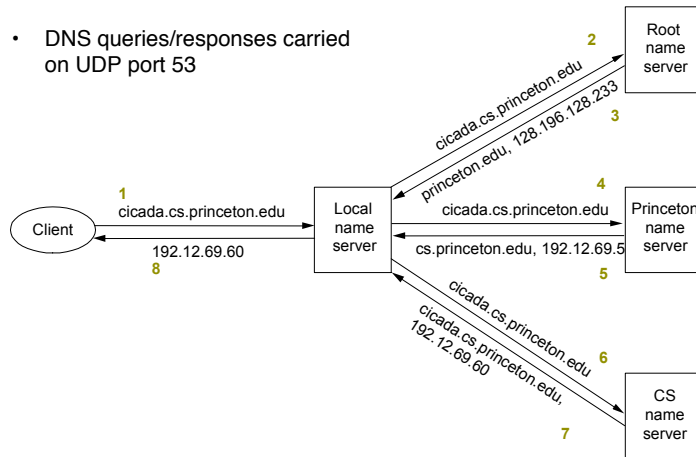 • DNS queries/responses carried
on UDP port 53
2
Root
name
server
cicada.cs.princeton.edu
princeton.edu, 128.196.128.233
3
1
cicada.cs.princeton.edu
Client
192.12.69.60
8
Local
name
server
4
cicada.cs.princeton.edu
cs.princeton.edu, 192.12.69.5
5
Princeton
name
server
cicada.cs.princeton.edu
6
cicada.cs.princeton.edu,
192.12.69.60
7
CS
name
server